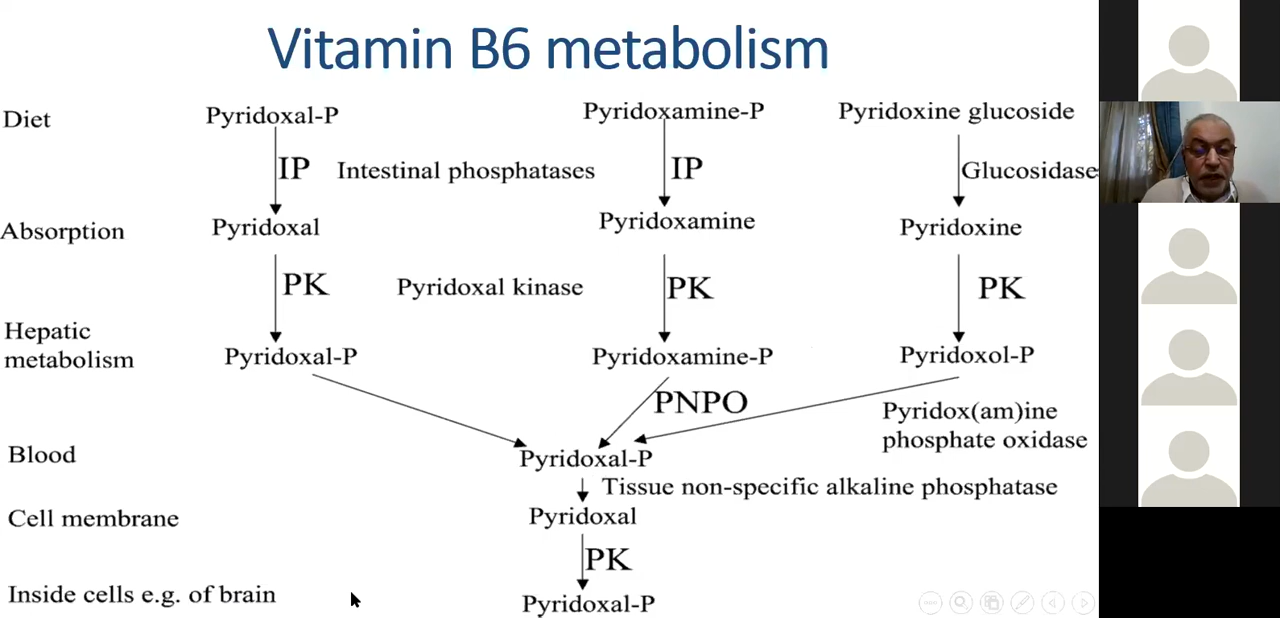 Vitamin B6 metabolism
Diet
Pyridoxal-P
Pyridoxamine-P
Pyridoxine glucoside
IP
Intestinal phosphatases
IP
Glucosidase
Absorption
Pyridoxal
Pyridoxamine
Pyridoxine
PK
Pyridoxal kinase
PK
PK
Hepatic
metabolism
Pyridoxal-P
Pyridoxamine-P
Pyridoxol-P
PNPO
Pyridox(am)ine
phosphate oxidase
Blood
Pyridoxal-P
Tissue non-specific alkaline phosphatase
Cell membrane
Pyridoxal
PK
Inside cells e.g. of brain
Pyridoxal-P